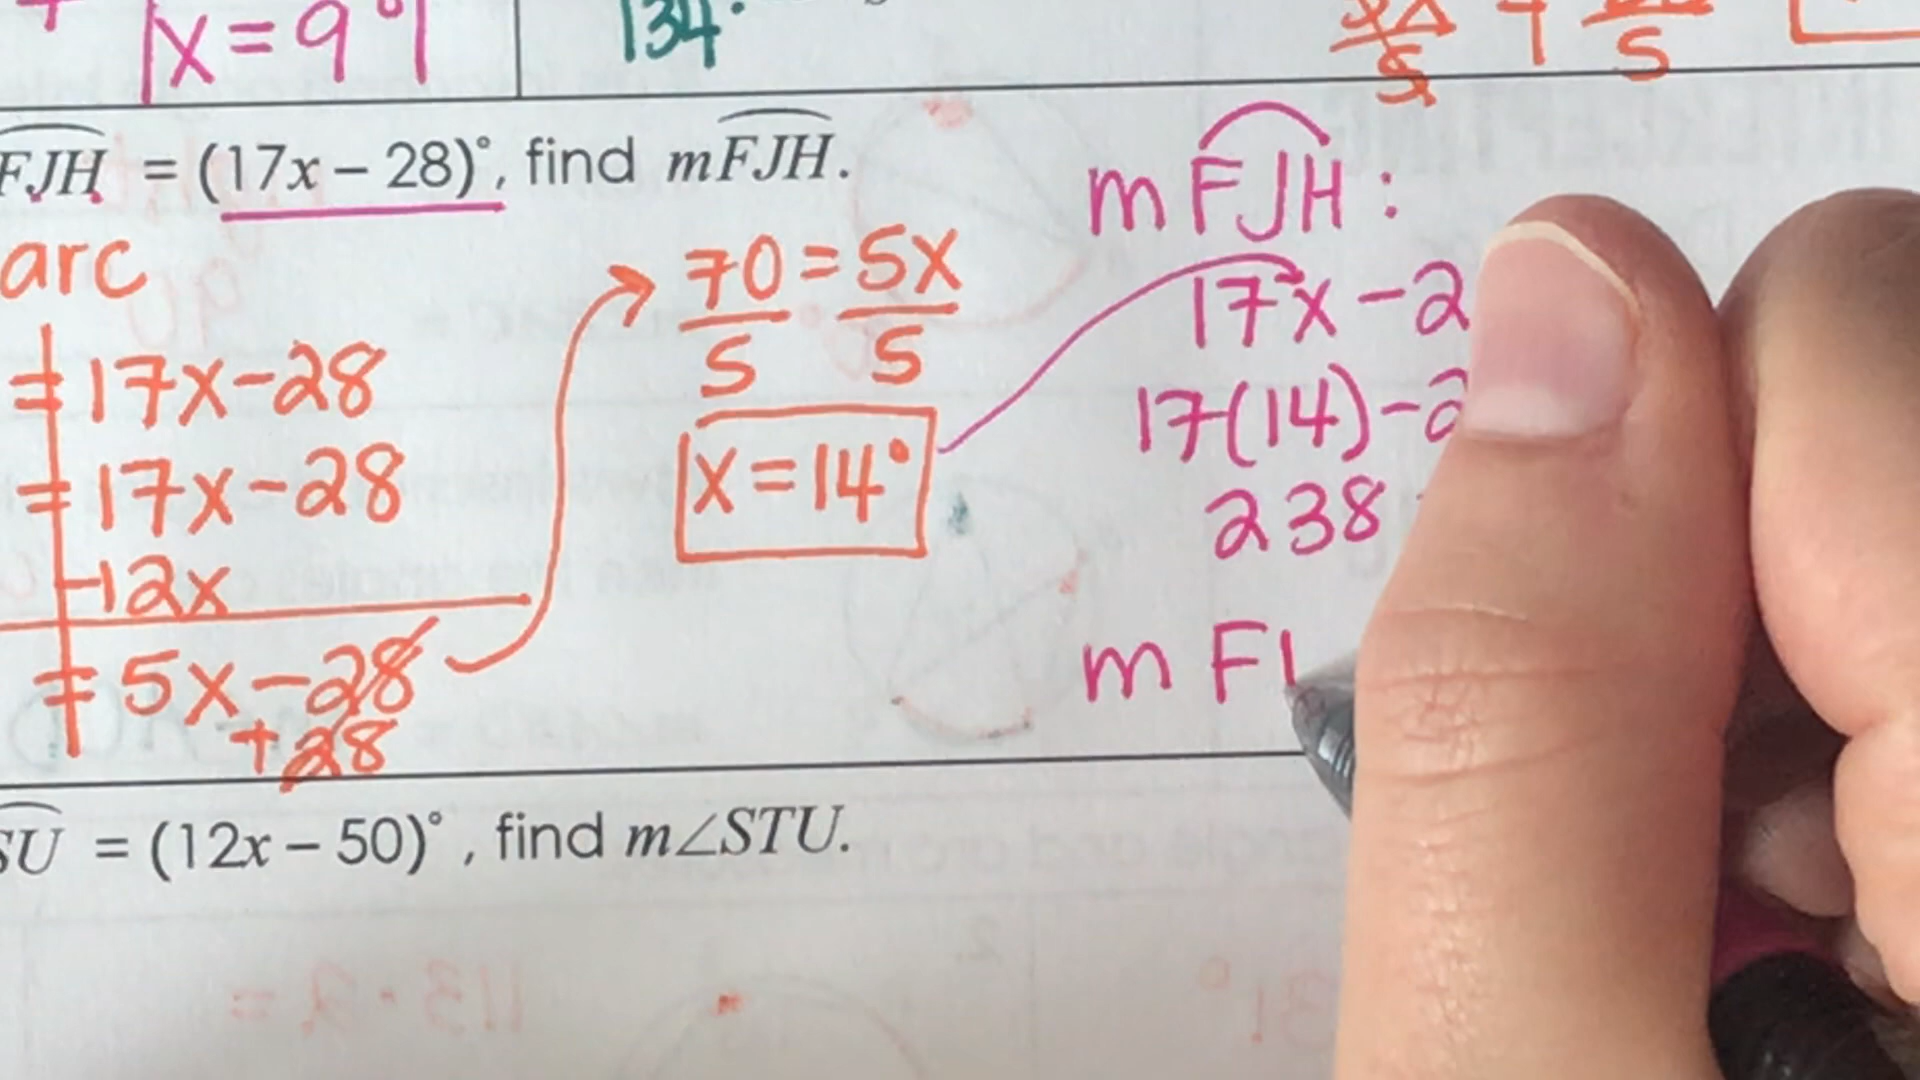 x = 9°
134°
FJH = (17x – 28)°, find mFJH.
arc
= 17x - 28
= 17x - 28
-12x
= 5x - 28
+ 28
70 = 5x
5 5
x = 14°
mFJH :
17x - 2
17(14) - 2
238
m F
SU = (12x – 50)°, find m∠STU.